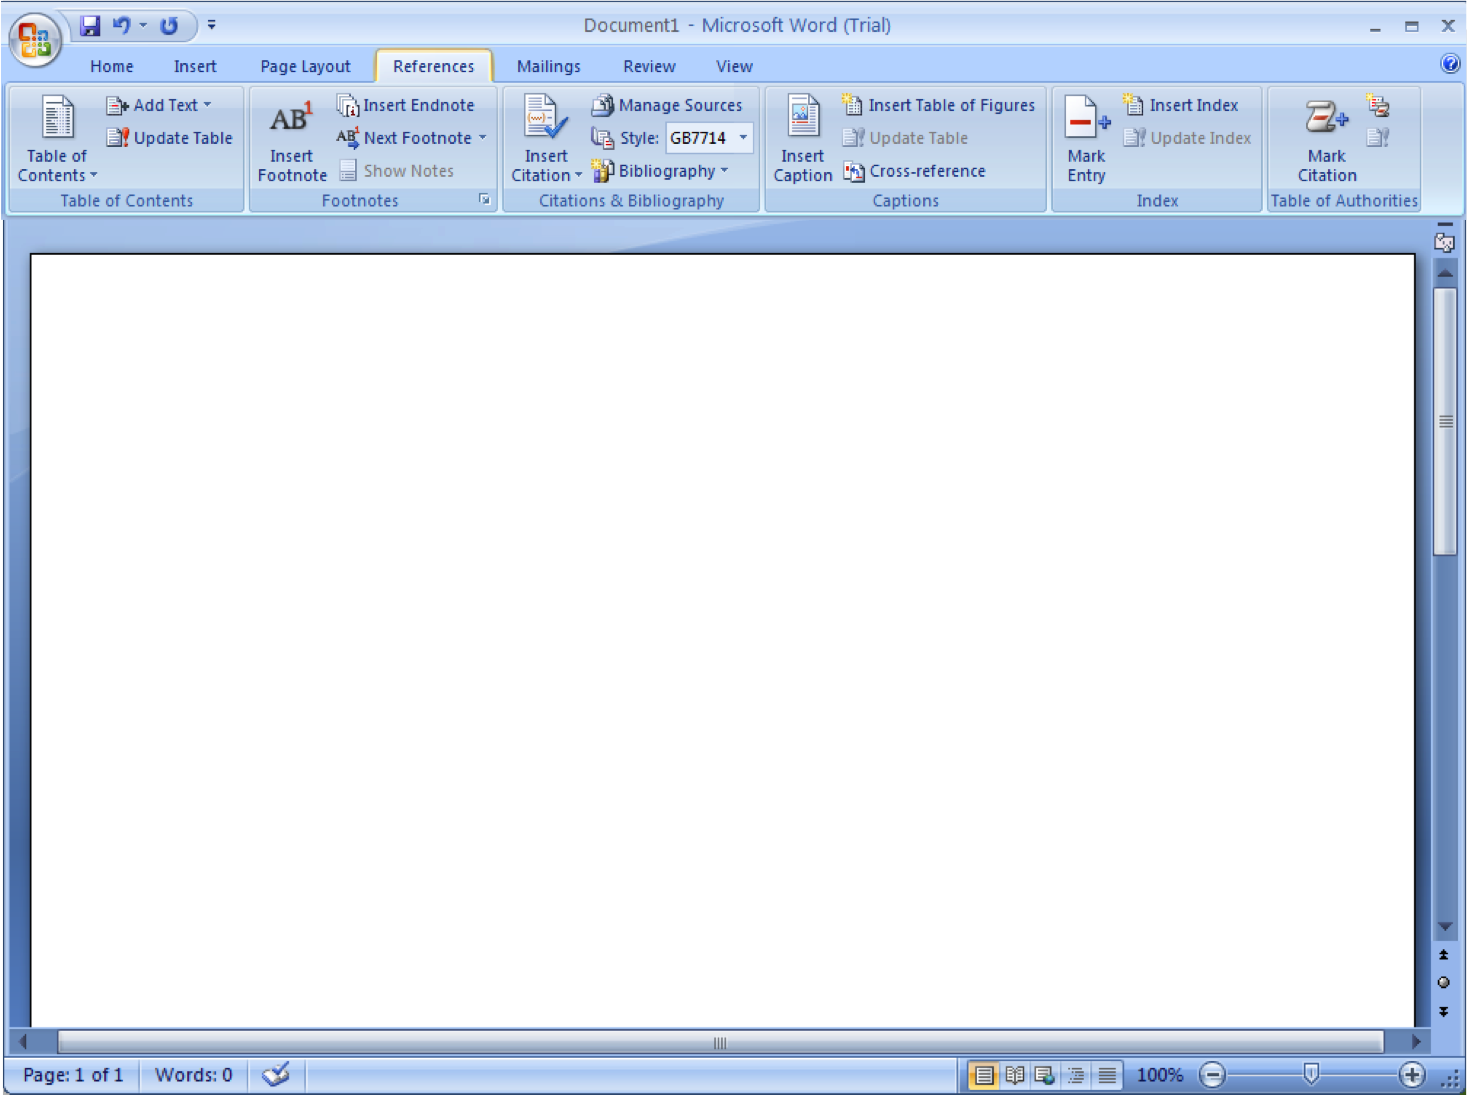 Document1 - Microsoft Word (Trial)
Home Insert Page Layout References Mailings Review View
Table of
Contents
Add Text
Update Table
Table of Contents
AB1
Insert
Footnote
Insert Endnote
AB1 Next Footnote
Show Notes
Footnotes
Insert
Citation
Manage Sources
Style: GB7714
Bibliography
Citations & Bibliography
Insert
Caption
Insert Table of Figures
Update Table
Cross-reference
Captions
Mark
Entry
Insert Index
Update Index
Index
Mark
Citation
Table of Authorities
Page: 1 of 1 Words: 0 100%